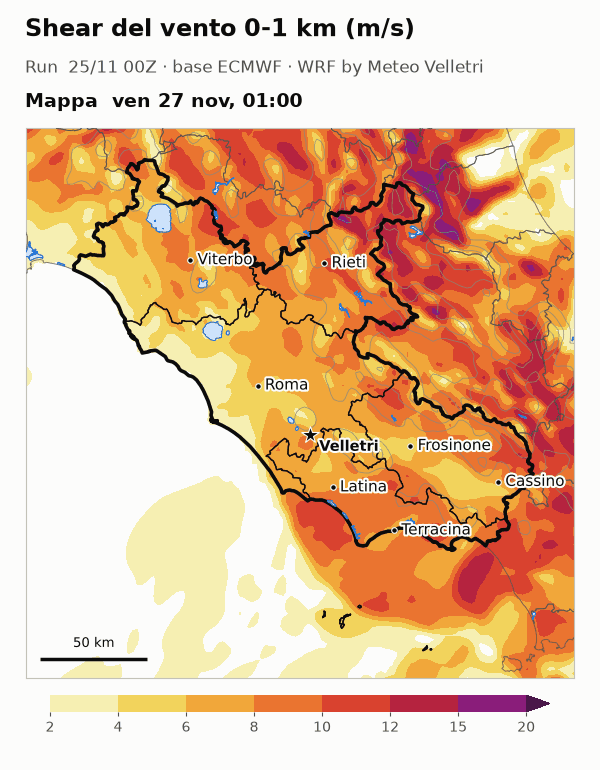 Shear del vento 0-1 km (m/s)
Run  25/11 00Z · base ECMWF · WRF by Meteo Velletri
Mappa  ven 27 nov, 01:00
Viterbo
Rieti
Roma
Velletri
Frosinone
Latina
Cassino
Terracina
50 km
2 4 6 8 10 12 15 20